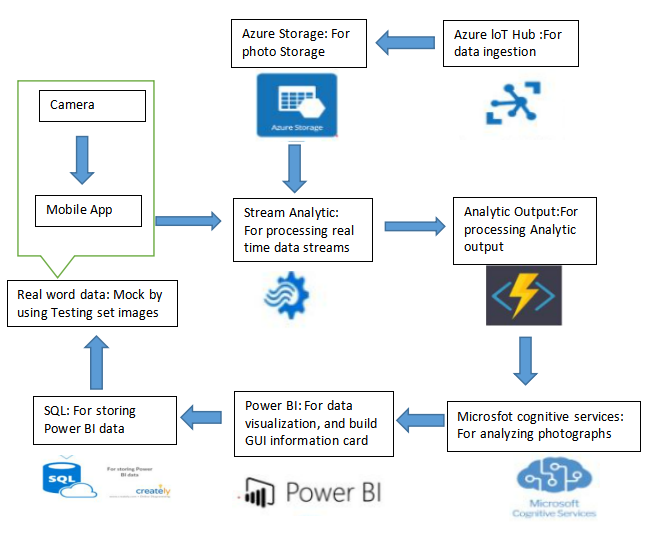 Azure Storage: For
photo Storage
Azure IoT Hub :For
data ingestion
Azure Storage
Camera
Mobile App
Stream Analytic:
For processing real
time data streams
Analytic Output:For
processing Analytic
output
Real word data: Mock by
using Testing set images
SQL: For storing
Power BI data
Power BI: For data
visualization, and build
GUI information card
Microsfot cognitive services:
For analyzing photographs
SQL
For storing Power
BI data
creately
Power BI
Microsoft
Cognitive Services